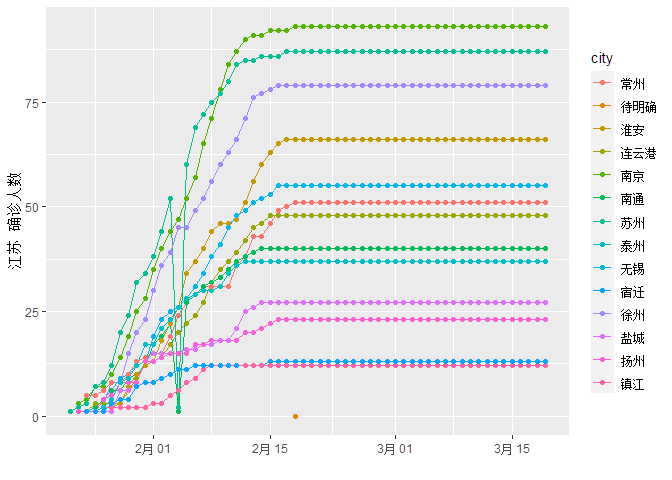 江苏 确诊人数
75
50
25
0
2月 01
2月 15
3月 01
3月 15
city
常州
待明确
淮安
连云港
南京
南通
苏州
泰州
无锡
宿迁
徐州
盐城
扬州
镇江